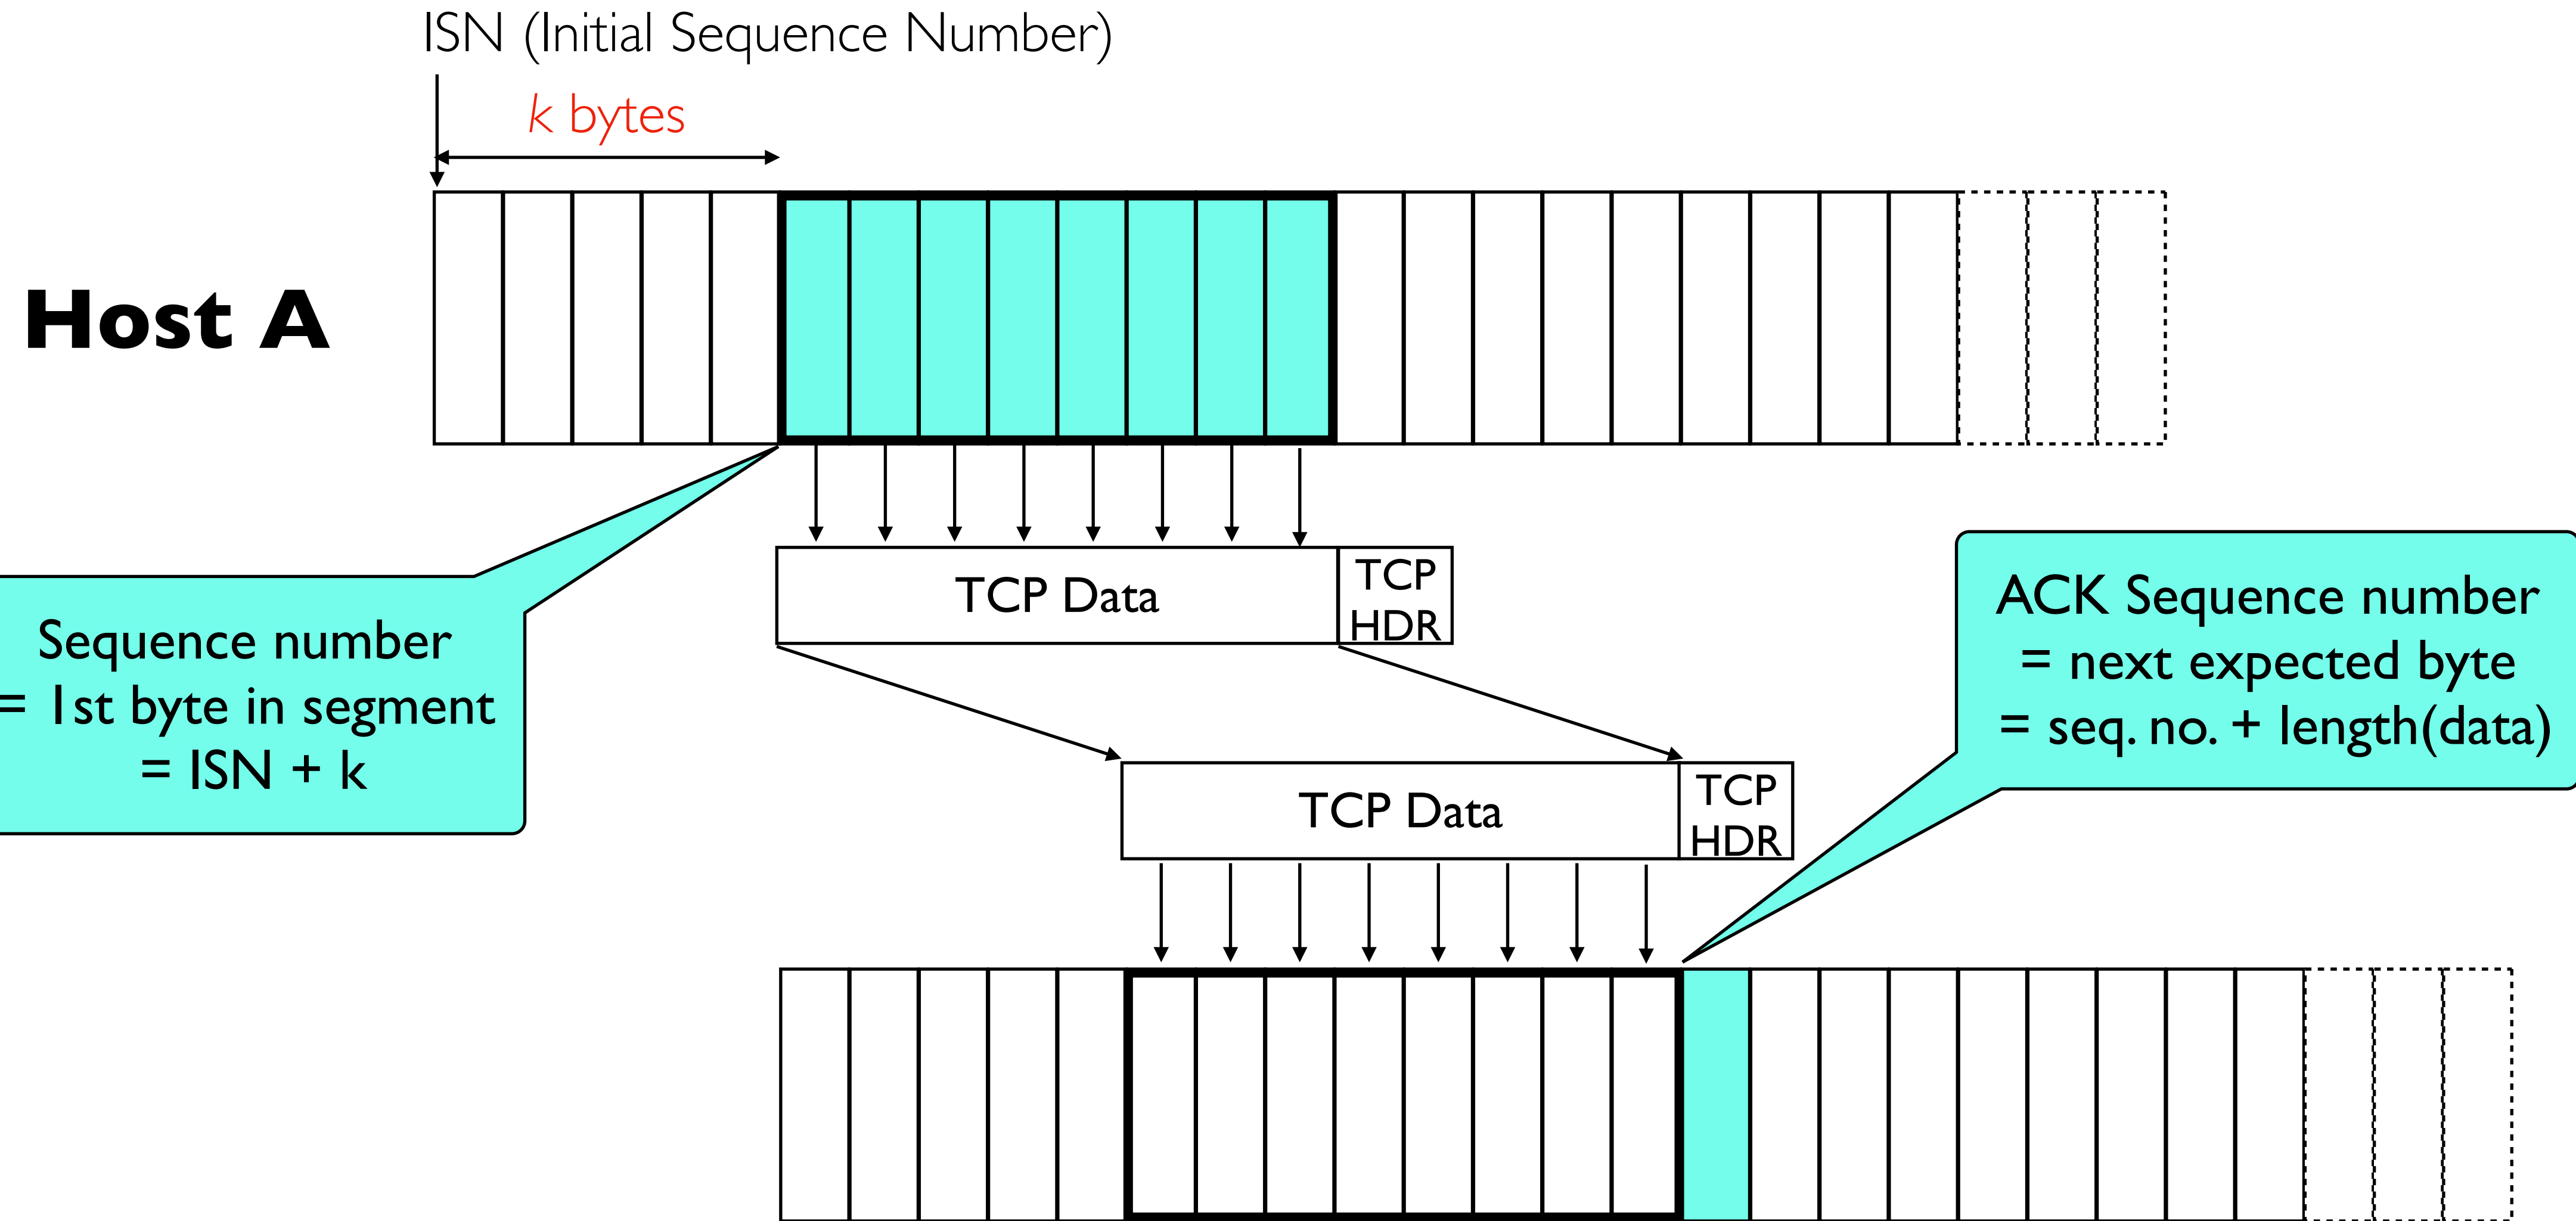 ISN (Initial Sequence Number)
k bytes
Host A
TCP Data
TCP
HDR
Sequence number
= 1st byte in segment
= ISN + k
ACK Sequence number
= next expected byte
= seq. no. + length(data)
TCP Data
TCP
HDR